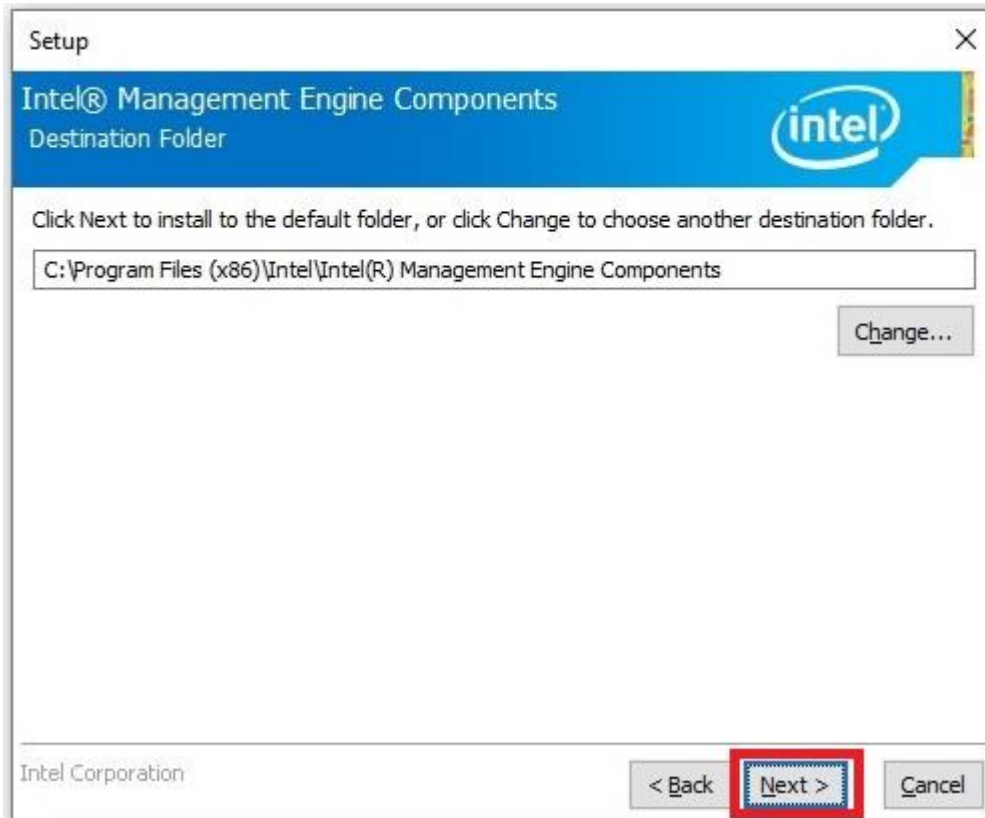 Setup
Intel® Management Engine Components
Destination Folder
intel
Click Next to install to the default folder, or click Change to choose another destination folder.
C:\Program Files (x86)\Intel\Intel(R) Management Engine Components
Change...
Intel Corporation
< Back Next > Cancel